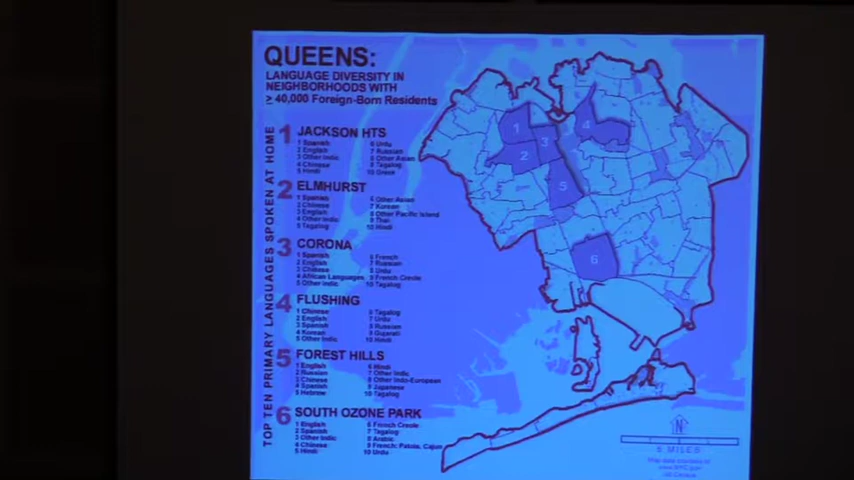 QUEENS:
LANGUAGE DIVERSITY IN
NEIGHBORHOODS WITH
> 40,000 Foreign-Born Residents
TOP TEN PRIMARY LANGUAGES SPOKEN AT HOME
1 JACKSON HTS
1 Spanish 6 Urdu
2 English 7 Russian
3 Other Indic 8 Other Asian
4 Chinese 9 Tagalog
5 Hindi 10 Greek
2 ELMHURST
1 Spanish 6 Other Asian
2 Chinese 7 Korean
3 English 8 Other Pacific Island
4 Other Indic 9 Thai
5 Tagalog 10 Hindi
3 CORONA
1 Spanish 6 French
2 English 7 Russian
3 Chinese 8 Urdu
4 African Languages 9 French Creole
5 Other Indic 10 Tagalog
4 FLUSHING
1 Chinese 6 Tagalog
2 English 7 Urdu
3 Spanish 8 Russian
4 Korean 9 Gujarati
5 Other Indic 10 Hindi
5 FOREST HILLS
1 English 6 Hindi
2 Russian 7 Other Indic
3 Chinese 8 Other Indo-European
4 Spanish 9 Japanese
5 Hebrew 10 Tagalog
6 SOUTH OZONE PARK
1 English 6 French Creole
2 Spanish 7 Tagalog
3 Other Indic 8 Arabic
4 Chinese 9 French: Patois, Cajun
5 Hindi 10 Urdu
1
2
3
4
5
6
N
MILES